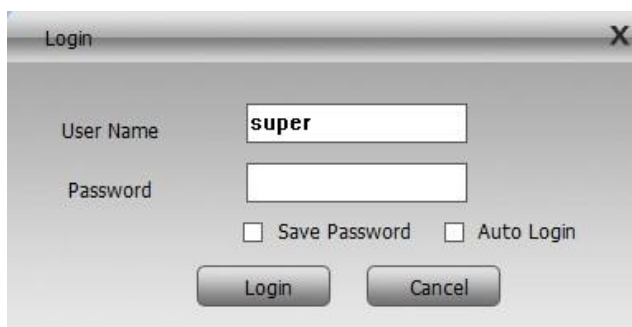 Login X
User Name super
Password
Save Password Auto Login
Login Cancel